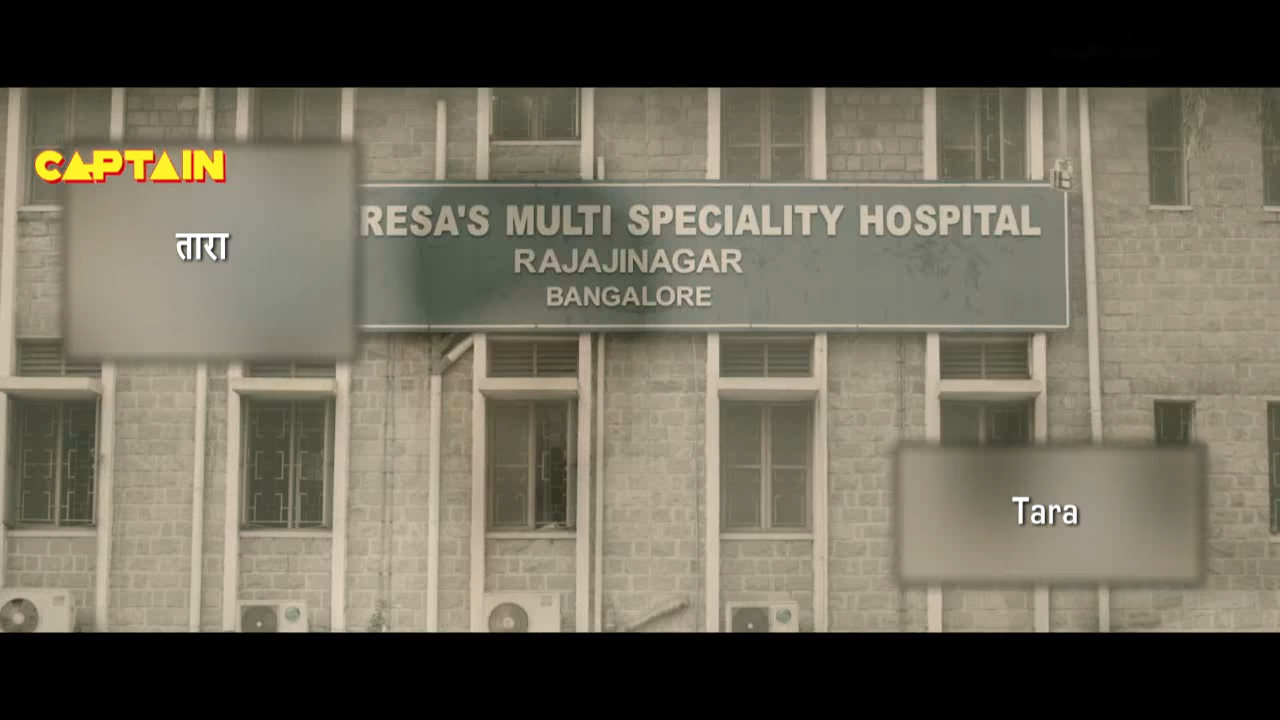 CAPTAIN
तारा
RESA'S MULTI SPECIALITY HOSPITAL
RAJAJINAGAR
BANGALORE
Tara